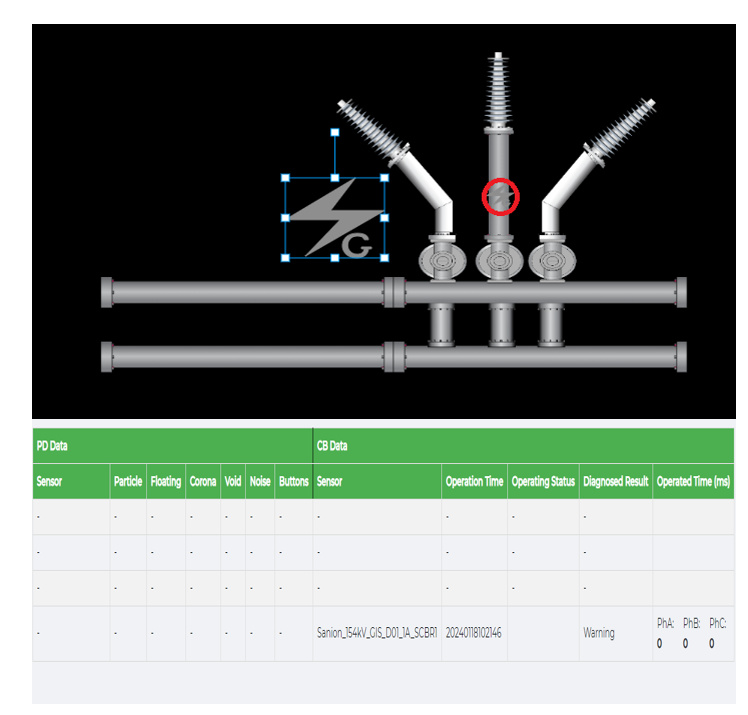 G
PD Data CB Data
Sensor Particle Floating Corona Void Noise Buttons Sensor Operation Time Operating Status Diagnosed Result Operated Time (ms)
- - - - - - - - - - -
- - - - - - - - - - -
- - - - - - - - - - -
- - - - - - - Sanion_154kV_GIS_D01_1A_SCBR1 20240118102146 Warning PhA: PhB: PhC:
0 0 0